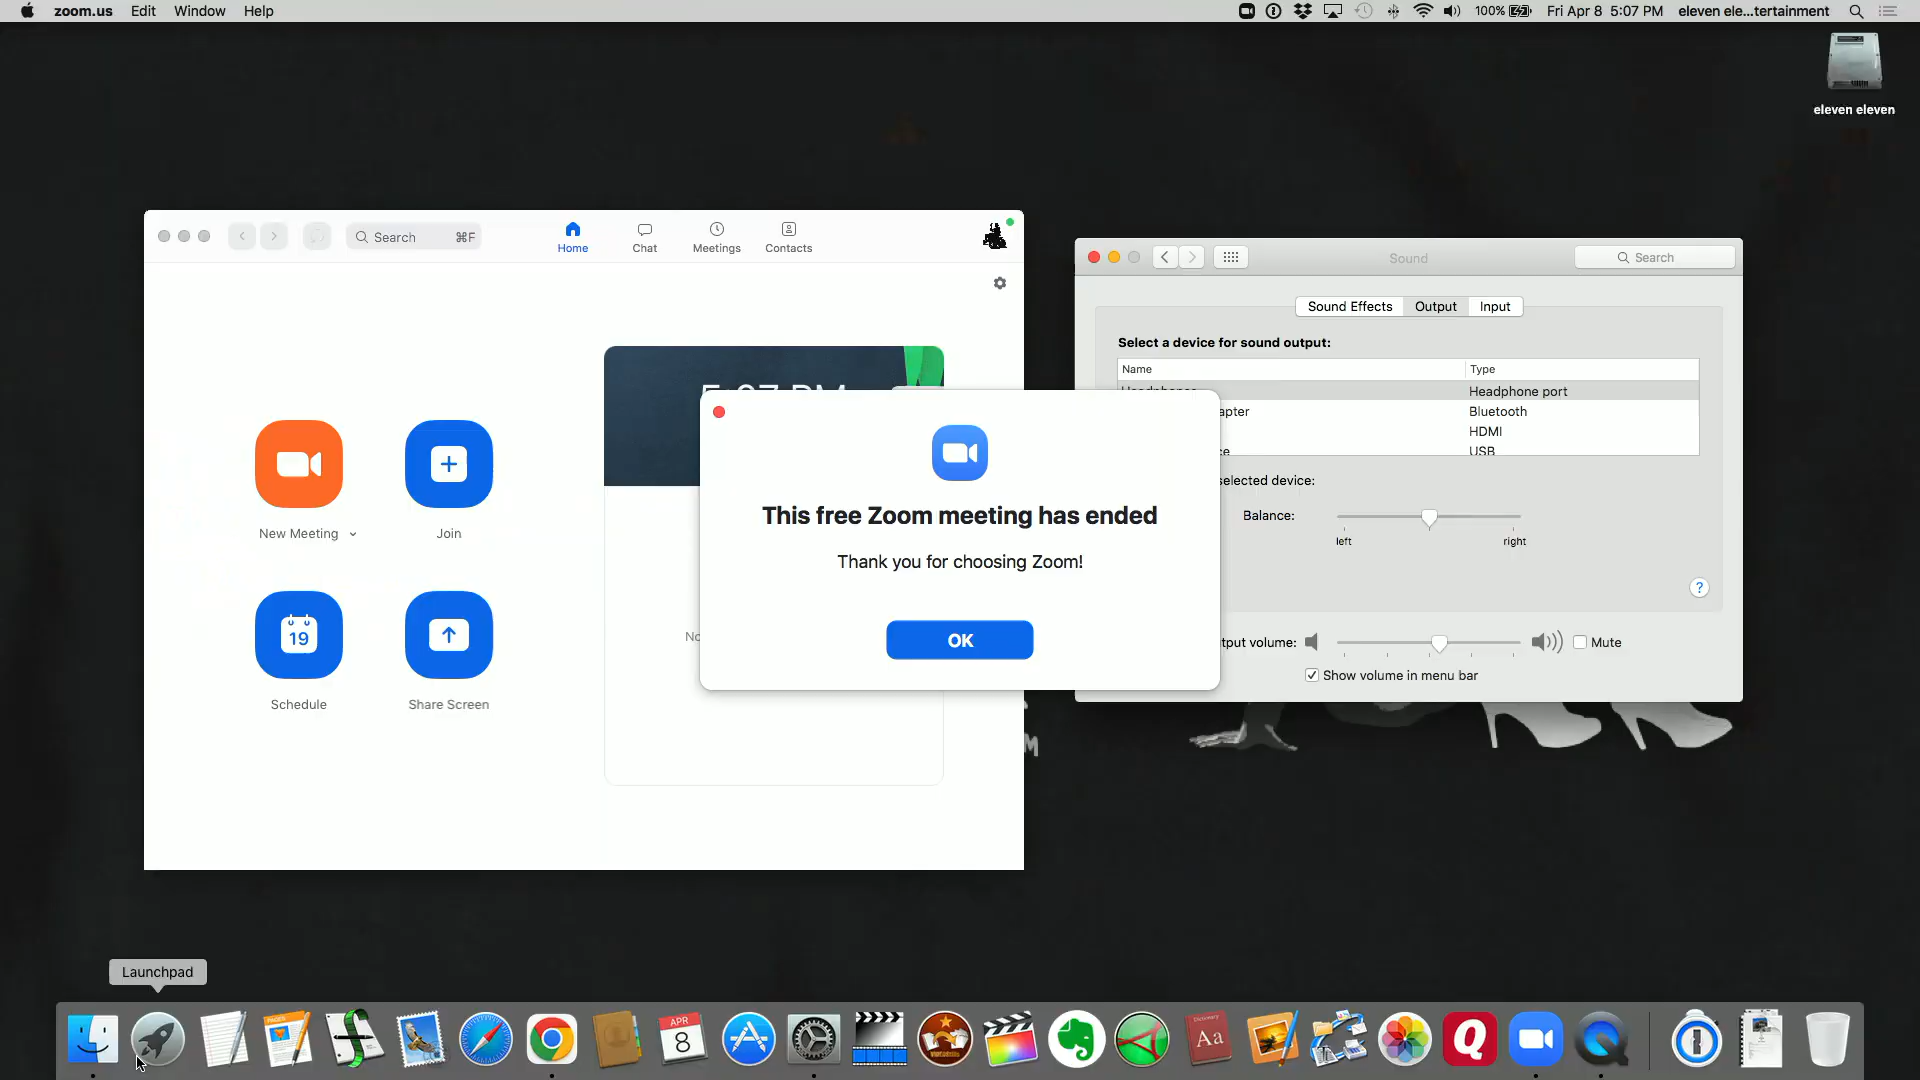 zoom.us Edit Window Help
100% Fri Apr 8 5:07 PM eleven ele...tertainment
eleven eleven
Search ⌘F
Home Chat Meetings Contacts
New Meeting Join
19
Schedule Share Screen
This free Zoom meeting has ended
Thank you for choosing Zoom!
OK
Sound
Search
Sound Effects Output Input
Select a device for sound output:
Name Type
Headphone port
apter Bluetooth
HDMI
ce USB
selected device:
Balance:
left right
?
tput volume: Mute
Show volume in menu bar
Launchpad
PAGES
APR
8
Dictionary
Aa
Q